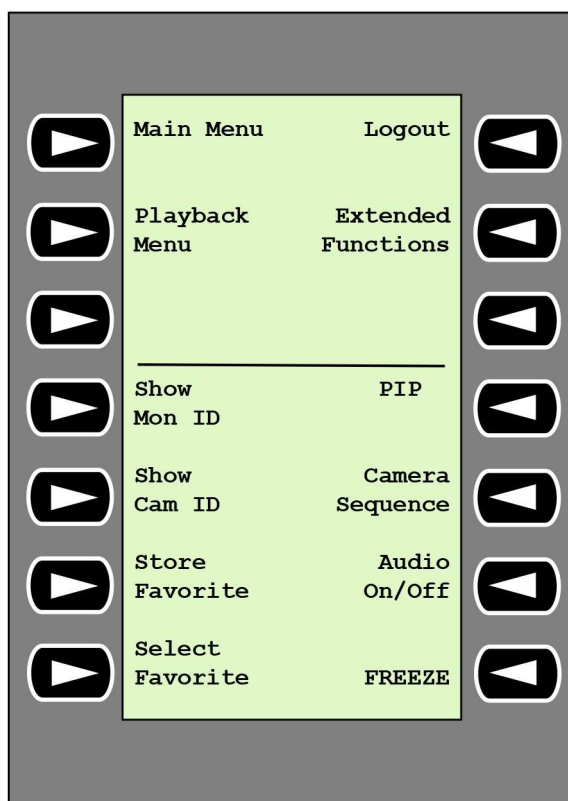 Main Menu Logout
Playback Extended
Menu Functions
Show PIP
Mon ID
Show Camera
Cam ID Sequence
Store Audio
Favorite On/Off
Select
Favorite FREEZE